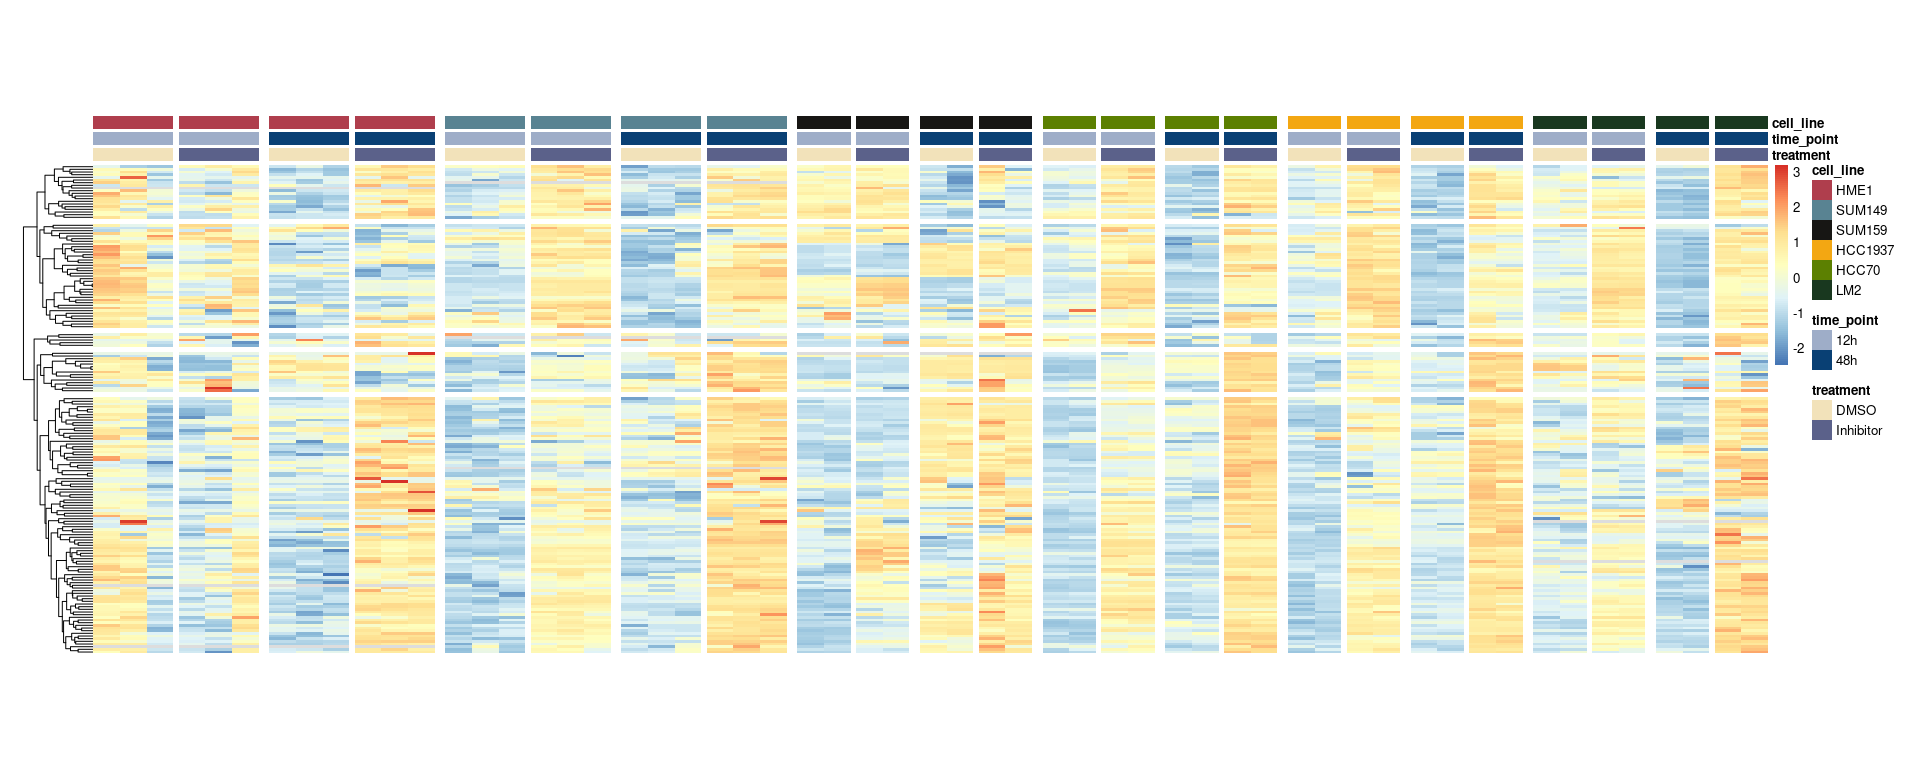 cell_line
time_point
treatment
3
2
1
0
-1
-2
cell_line
HME1
SUM149
SUM159
HCC1937
HCC70
LM2
time_point
12h
48h
treatment
DMSO
Inhibitor